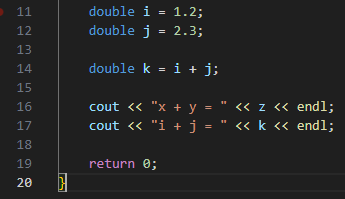 11 double i = 1.2;
12 double j = 2.3;
13
14 double k = i + j;
15
16 cout << "x + y = " << z << endl;
17 cout << "i + j = " << k << endl;
18
19 return 0;
20 }